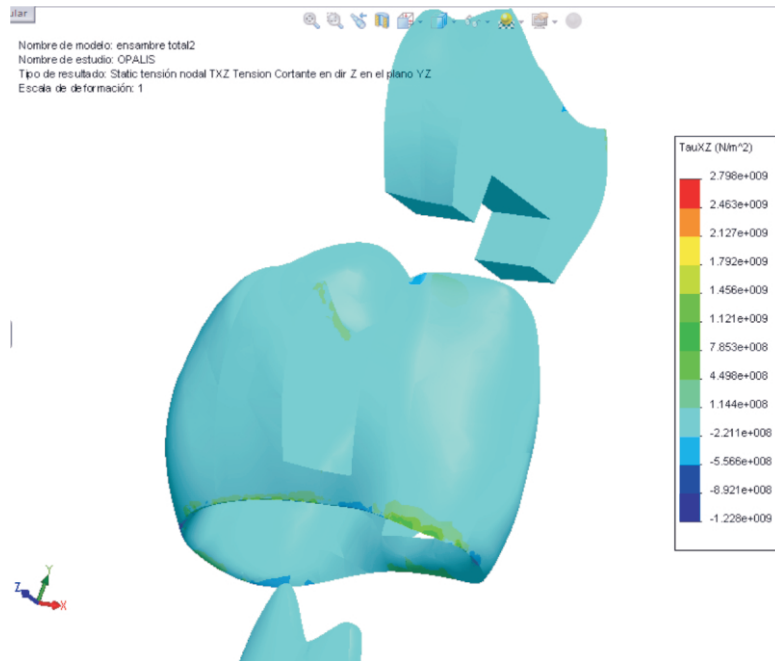 ular
Nombre de modelo: ensambre total2
Nombre de estudio: OPALIS
Tipo de resultado: Static tensión nodal TXZ Tension Cortante en dir Z en el plano YZ
Escala de deformación: 1
TauXZ (N/m^2)
2.798e+009
2.463e+009
2.127e+009
1.792e+009
1.456e+009
1.121e+009
7.853e+008
4.498e+008
1.144e+008
-2.211e+008
-5.566e+008
-8.921e+008
-1.228e+009
Y
Z
X